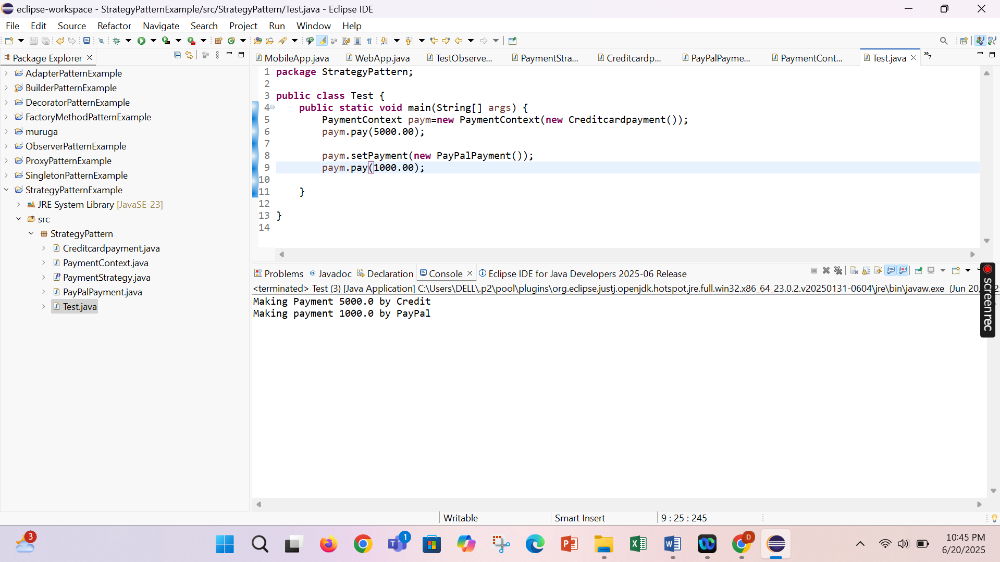 eclipse-workspace - StrategyPatternExample/src/StrategyPattern/Test.java - Eclipse IDE
File Edit Source Refactor Navigate Search Project Run Window Help
Package Explorer
AdapterPatternExample
BuilderPatternExample
DecoratorPatternExample
FactoryMethodPatternExample
muruga
ObserverPatternExample
ProxyPatternExample
SingletonPatternExample
StrategyPatternExample
JRE System Library [JavaSE-23]
src
StrategyPattern
Creditcardpayment.java
PaymentContext.java
PaymentStrategy.java
PayPalPayment.java
Test.java
MobileApp.java WebApp.java TestObserve... PaymentStra... Creditcardp... PayPalPayme... PaymentCont... Test.java »7
1 package StrategyPattern;
2
3 public class Test {
4 public static void main(String[] args) {
5 PaymentContext paym=new PaymentContext(new Creditcardpayment());
6 paym.pay(5000.00);
7
8 paym.setPayment(new PayPalPayment());
9 paym.pay(1000.00);
10
11 }
12
13 }
14
Problems @ Javadoc Declaration Console Eclipse IDE for Java Developers 2025-06 Release
<terminated> Test (3) [Java Application] C:\Users\DELL\.p2\pool\plugins\org.eclipse.justj.openjdk.hotspot.jre.full.win32.x86_64_23.0.2.v20250131-0604\jre\bin\javaw.exe (Jun 20,
Making Payment 5000.0 by Credit
Making payment 1000.0 by PayPal
screenrec
Writable Smart Insert 9 : 25 : 245
3
1
D
10:45 PM
6/20/2025